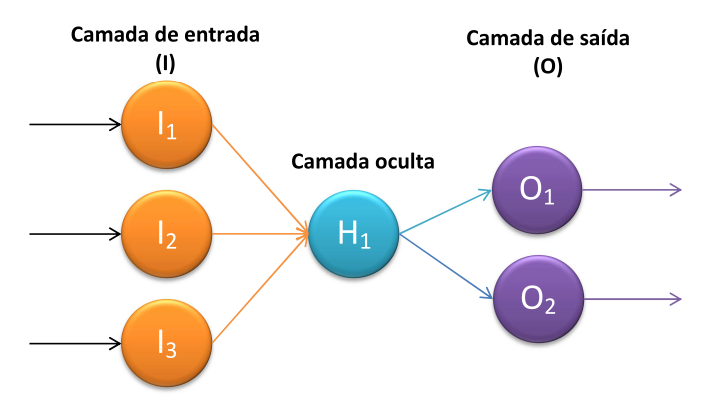 Camada de entrada
(I)
Camada de saída
(O)
Camada oculta
I₁
I₂
I₃
H₁
O₁
O₂